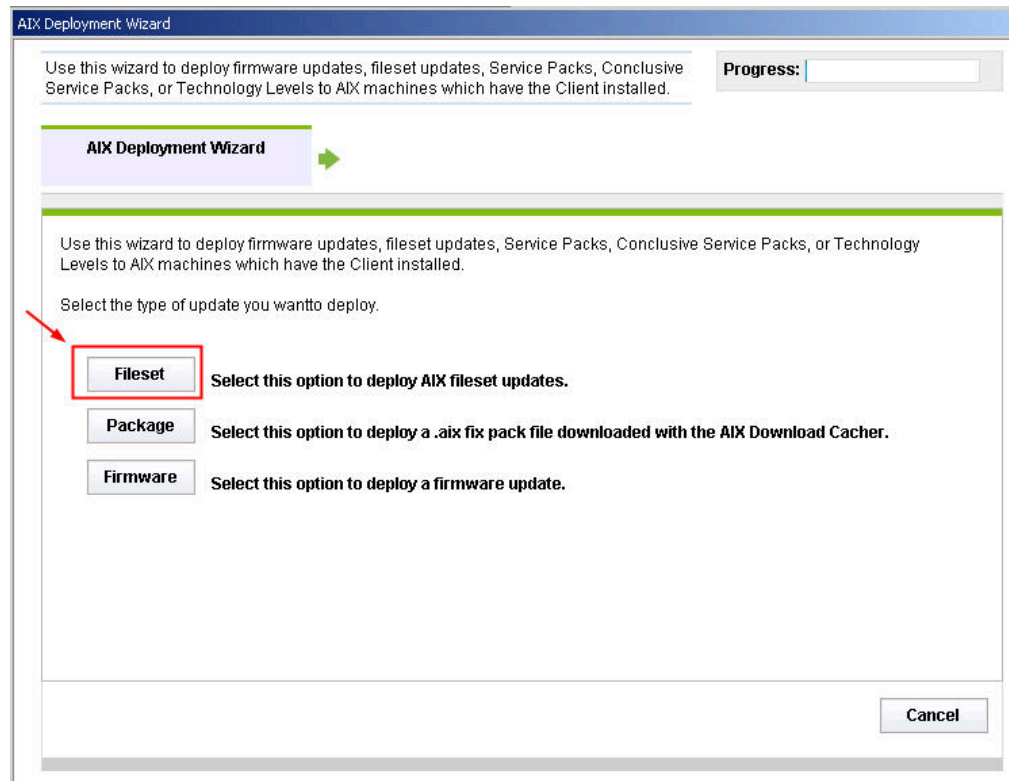 AIX Deployment Wizard
Use this wizard to deploy firmware updates, fileset updates, Service Packs, Conclusive
Service Packs, or Technology Levels to AIX machines which have the Client installed.
Progress:
AIX Deployment Wizard
Use this wizard to deploy firmware updates, fileset updates, Service Packs, Conclusive Service Packs, or Technology
Levels to AIX machines which have the Client installed.
Select the type of update you wantto deploy.
Fileset Select this option to deploy AIX fileset updates.
Package Select this option to deploy a .aix fix pack file downloaded with the AIX Download Cacher.
Firmware Select this option to deploy a firmware update.
Cancel